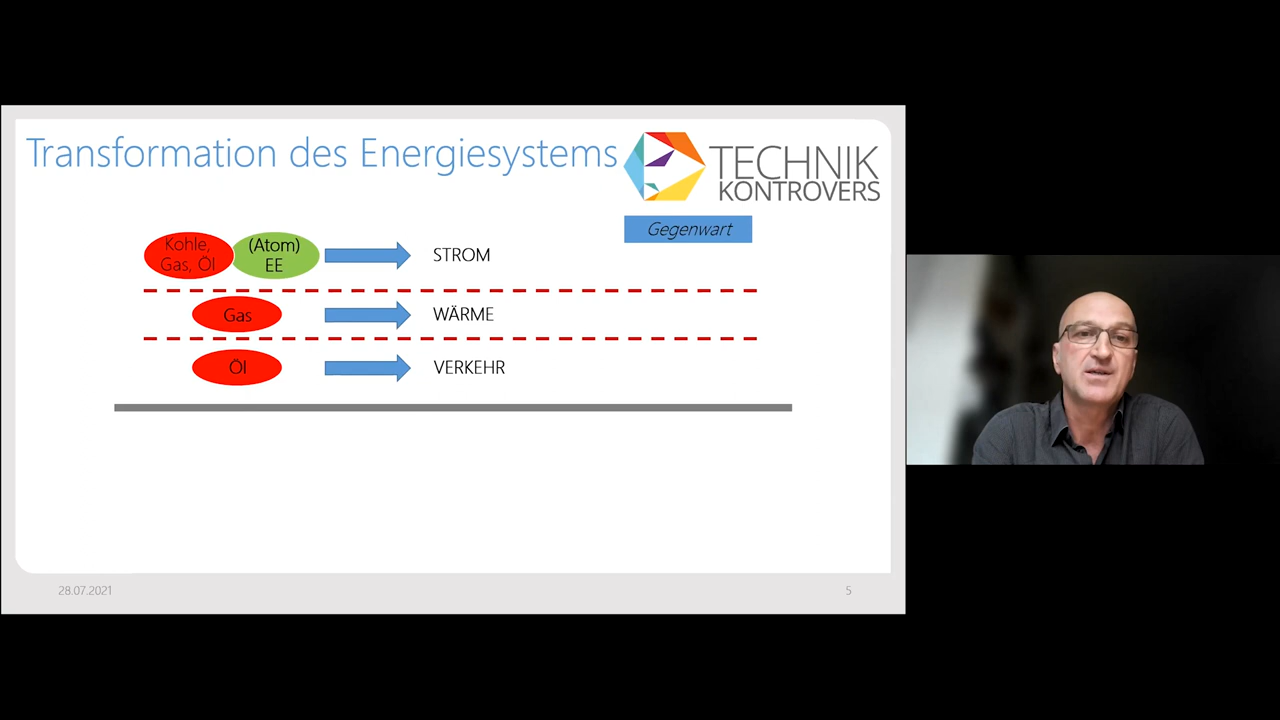 Transformation des Energiesystems
TECHNIK
KONTROVERS
Gegenwart
Kohle,
Gas, Öl
(Atom)
EE
STROM
Gas
WÄRME
Öl
VERKEHR
28.07.2021
5